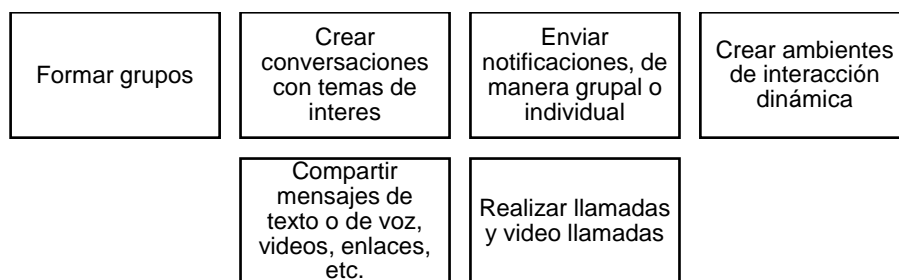 Formar grupos
Crear
conversaciones
con temas de
interes
Enviar
notificaciones, de
manera grupal o
individual
Crear ambientes
de interacción
dinámica
Compartir
mensajes de
texto o de voz,
videos, enlaces,
etc.
Realizar llamadas
y video llamadas